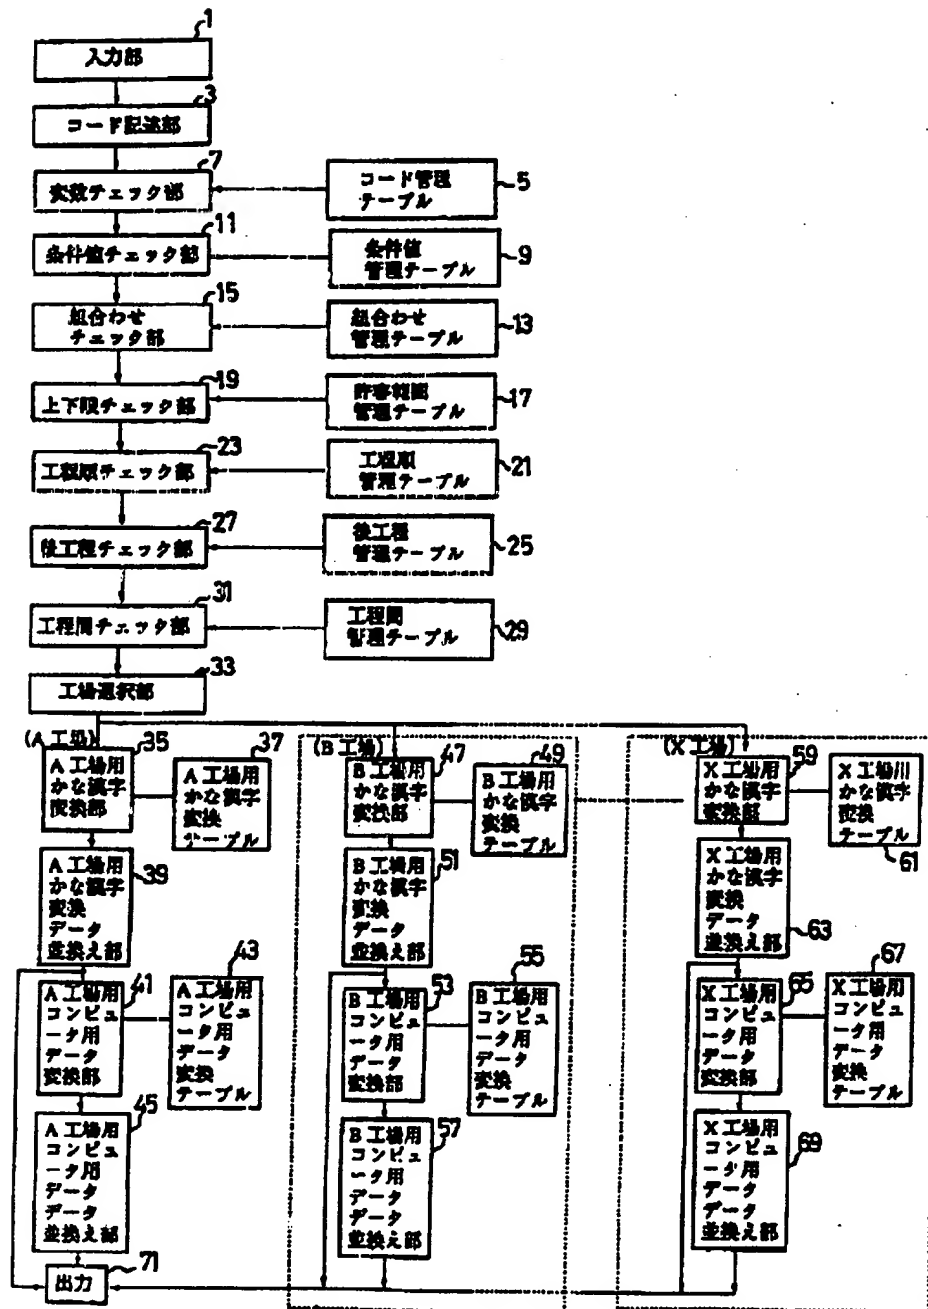 1
入力部
3
コード記述部
7
変数チェック部
コード管理
テーブル
5
11
条件値チェック部
条件値
管理テーブル
9
15
組合わせ
チェック部
組合わせ
管理テーブル
13
19
上下限チェック部
許容範囲
管理テーブル
17
23
工程順チェック部
工程順
管理テーブル
21
27
後工程チェック部
後工程
管理テーブル
25
31
工程間チェック部
工程間
管理テーブル
29
33
工場選択部
(A 工場)
35
A 工場用
かな漢字
変換部
37
A 工場用
かな漢字
変換
テーブル
39
A 工場用
かな漢字
変換
データ
並換え部
41
A 工場用
コンピュ
ータ用
データ
変換部
43
A 工場用
コンピュ
ータ用
データ
変換
テーブル
45
A 工場用
コンピュ
ータ用
データ
データ
並換え部
71
出力
(B 工場)
47
B 工場用
かな漢字
変換部
49
B 工場用
かな漢字
変換
テーブル
51
B 工場用
かな漢字
変換
データ
並換え部
53
B 工場用
コンピュ
ータ用
データ
変換部
55
B 工場用
コンピュ
ータ用
データ
変換
テーブル
57
B 工場用
コンピュ
ータ用
データ
データ
並換え部
(X 工場)
59
X 工場用
かな漢字
変換部
X 工場用
かな漢字
変換
テーブル
61
X 工場用
かな漢字
変換
データ
並換え部
63
65
X 工場用
コンピュ
ータ用
データ
変換部
67
X 工場用
コンピュ
ータ用
データ
変換
テーブル
X 工場用
コンピュ
ータ用
データ
データ
並換え部
69